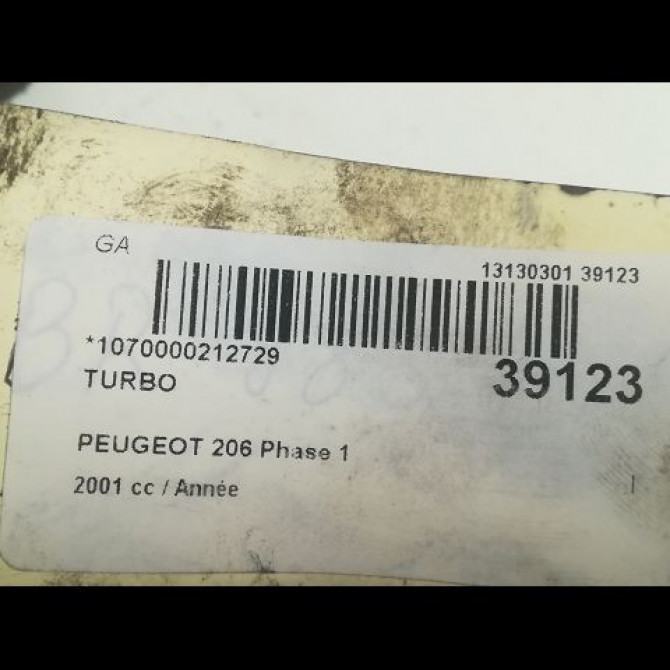 GA
13130301 39123
*1070000212729
39123
TURBO
PEUGEOT 206 Phase 1
2001 cc / Année